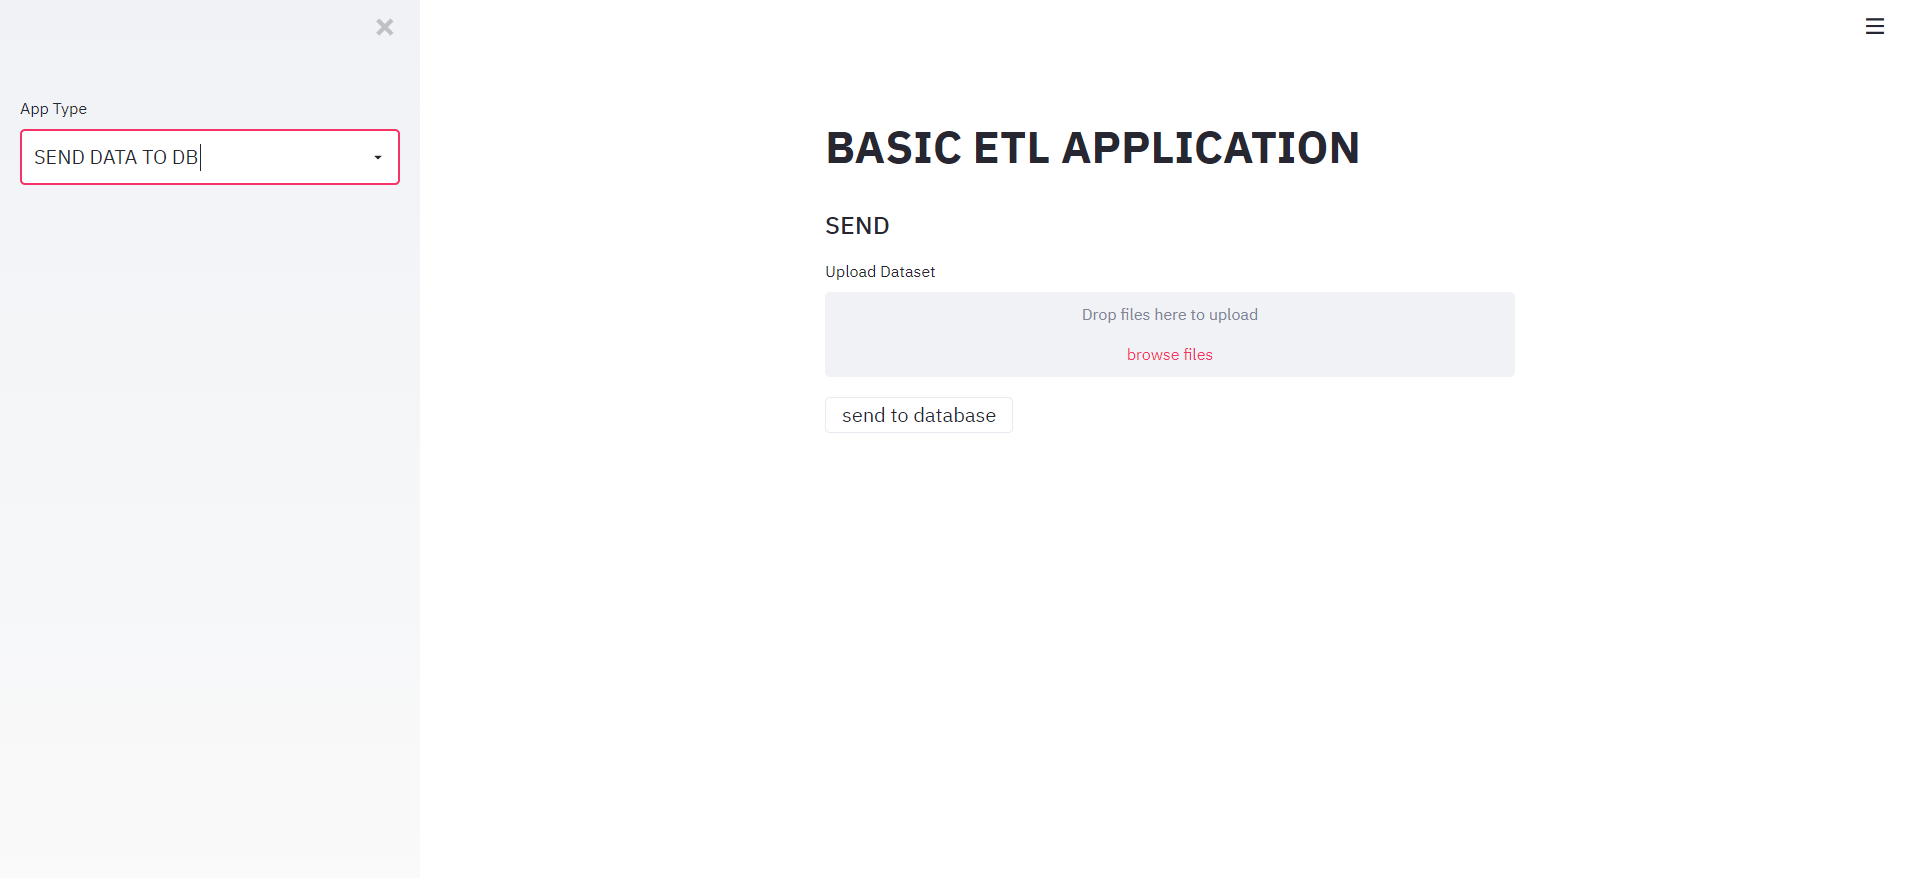 App Type
SEND DATA TO DB
BASIC ETL APPLICATION
SEND
Upload Dataset
Drop files here to upload
browse files
send to database